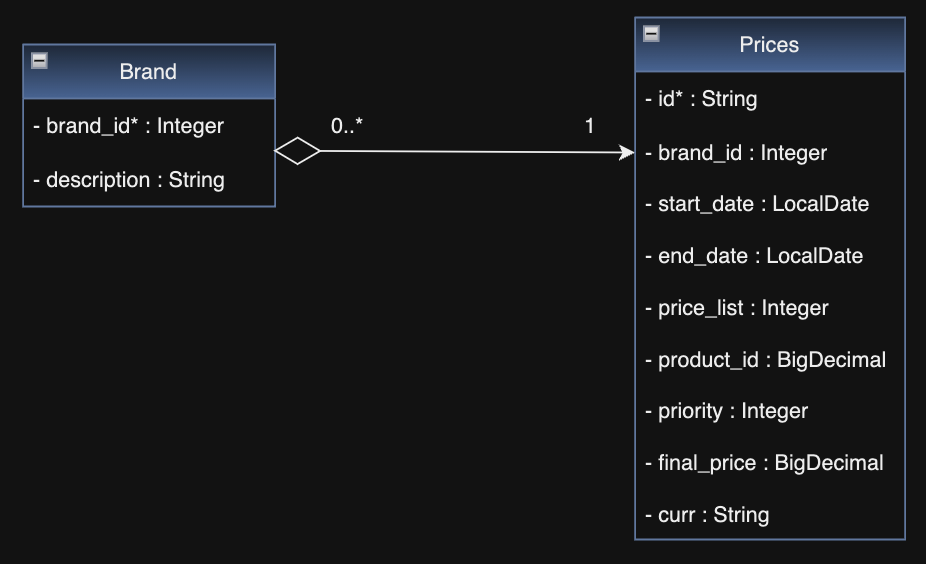 Brand
- brand_id* : Integer
- description : String
0..*
1
Prices
- id* : String
- brand_id : Integer
- start_date : LocalDate
- end_date : LocalDate
- price_list : Integer
- product_id : BigDecimal
- priority : Integer
- final_price : BigDecimal
- curr : String